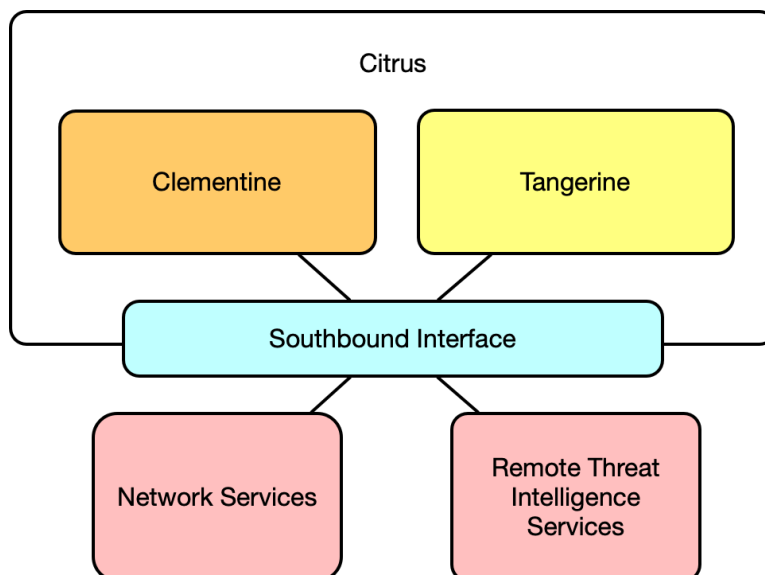 Citrus
Clementine
Tangerine
Southbound Interface
Network Services
Remote Threat
Intelligence
Services